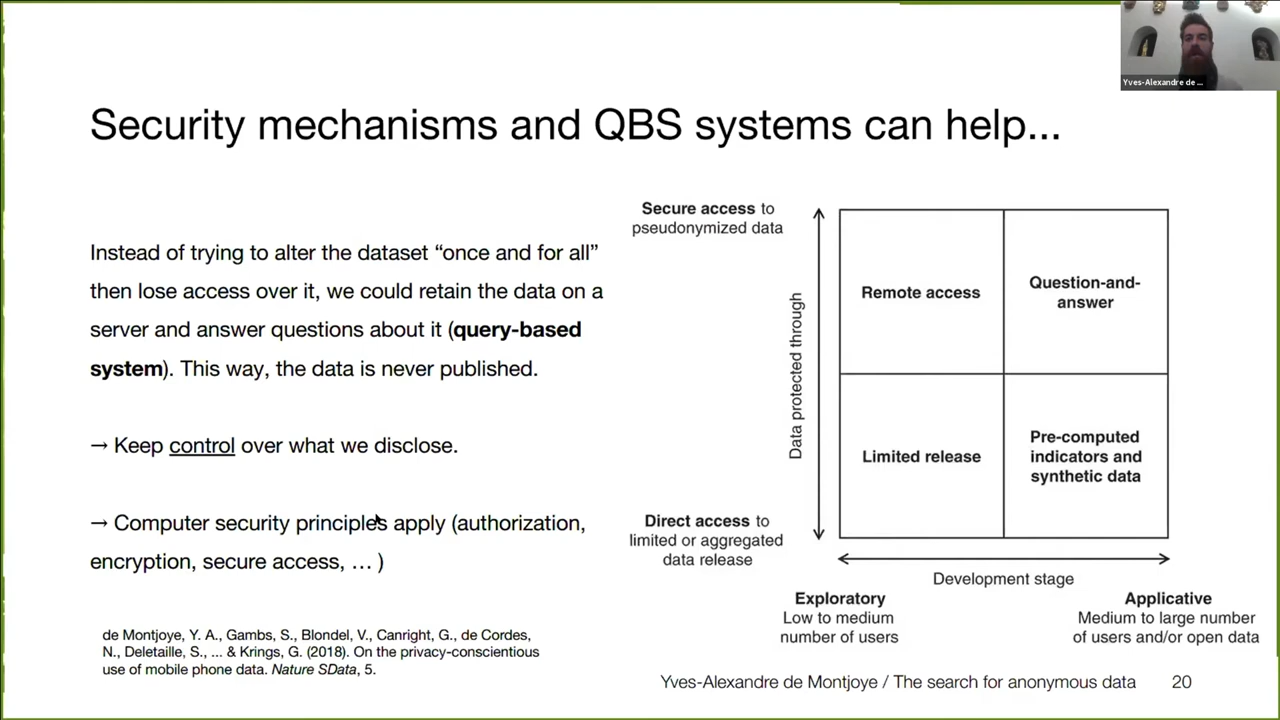 Yves-Alexandre de ...
Security mechanisms and QBS systems can help...
Instead of trying to alter the dataset “once and for all”
then lose access over it, we could retain the data on a
server and answer questions about it (query-based
system). This way, the data is never published.
→ Keep control over what we disclose.
→ Computer security principles apply (authorization,
encryption, secure access, … )
de Montjoye, Y. A., Gambs, S., Blondel, V., Canright, G., de Cordes,
N., Deletaille, S., ... & Krings, G. (2018). On the privacy-conscientious
use of mobile phone data. Nature SData, 5.
Secure access to
pseudonymized data
Data protected through
Direct access to
limited or aggregated
data release
Remote access
Question-and-
answer
Limited release
Pre-computed
indicators and
synthetic data
Development stage
Exploratory
Low to medium
number of users
Applicative
Medium to large number
of users and/or open data
Yves-Alexandre de Montjoye / The search for anonymous data 20